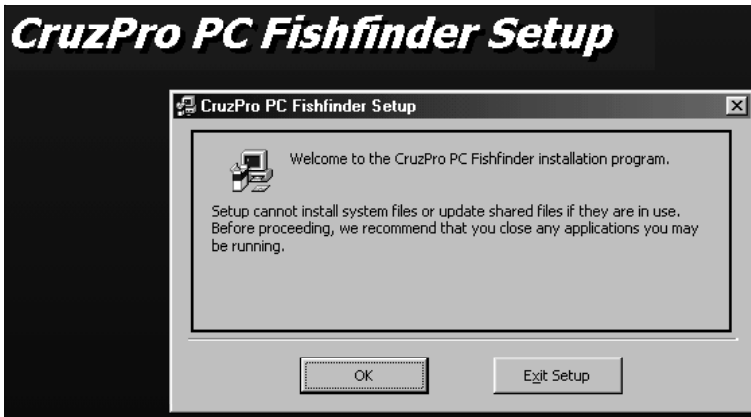 CruzPro PC Fishfinder Setup
CruzPro PC Fishfinder Setup
Welcome to the CruzPro PC Fishfinder installation program.
Setup cannot install system files or update shared files if they are in use.
Before proceeding, we recommend that you close any applications you may
be running.
OK
Exit Setup